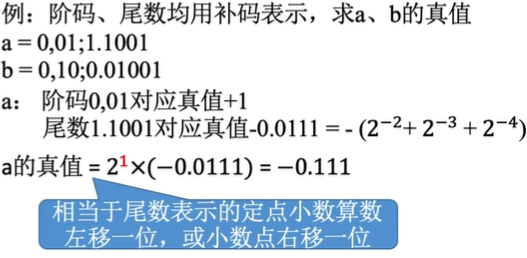 例：阶码、尾数均用补码表示，求a、b的真值
a = 0,01;1.1001
b = 0,10;0.01001
a： 阶码0,01对应真值+1
尾数1.1001对应真值-0.0111 = - (2⁻²+ 2⁻³ + 2⁻⁴)
a的真值 = 2¹×(−0.0111) = −0.111
相当于尾数表示的定点小数算数
左移一位，或小数点右移一位